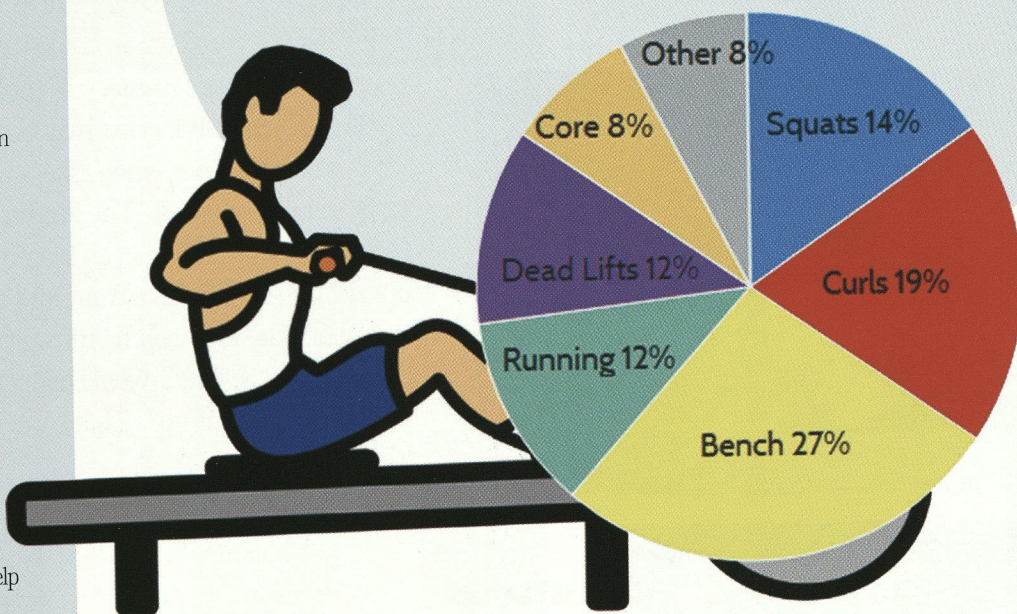 Other 8%
Squats 14%
Core 8%
Curls 19%
Dead Lifts 12%
Running 12%
Bench 27%